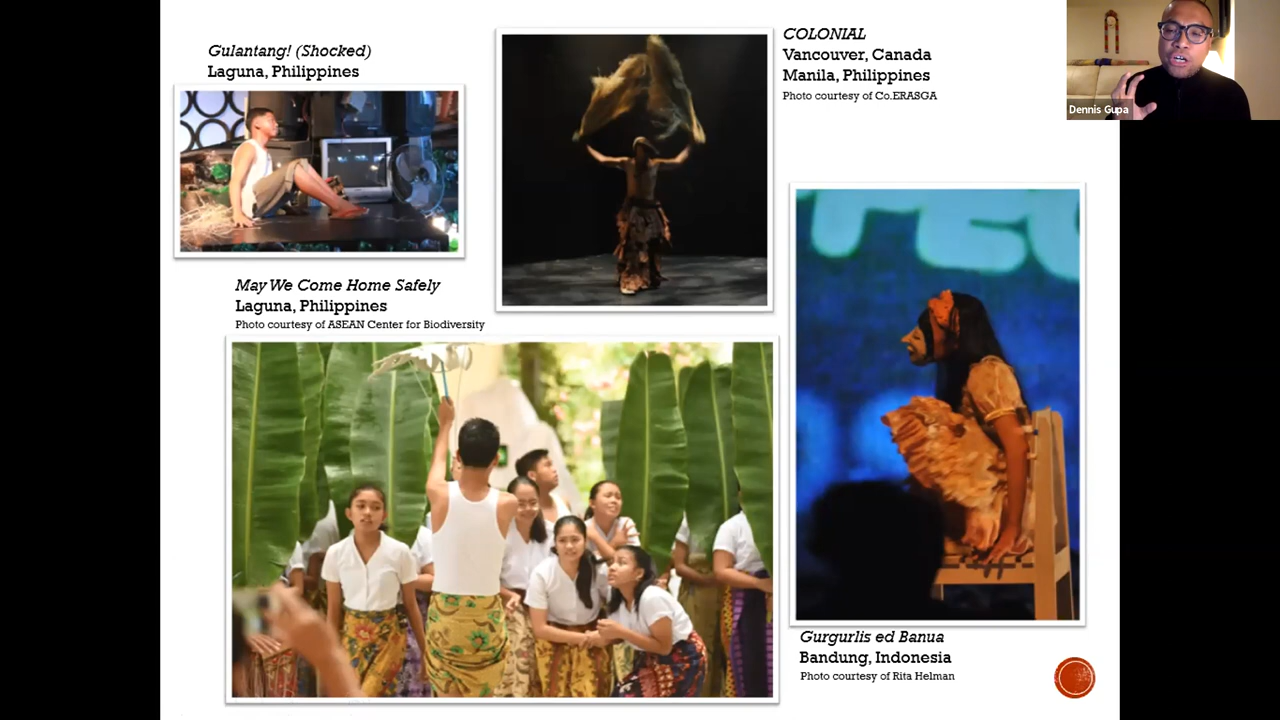 Gulantang! (Shocked)
Laguna, Philippines
COLONIAL
Vancouver, Canada
Manila, Philippines
Photo courtesy of Co.ERASGA
Dennis Gupa
May We Come Home Safely
Laguna, Philippines
Photo courtesy of ASEAN Center for Biodiversity
Gurgurlis ed Banua
Bandung, Indonesia
Photo courtesy of Rita Helman